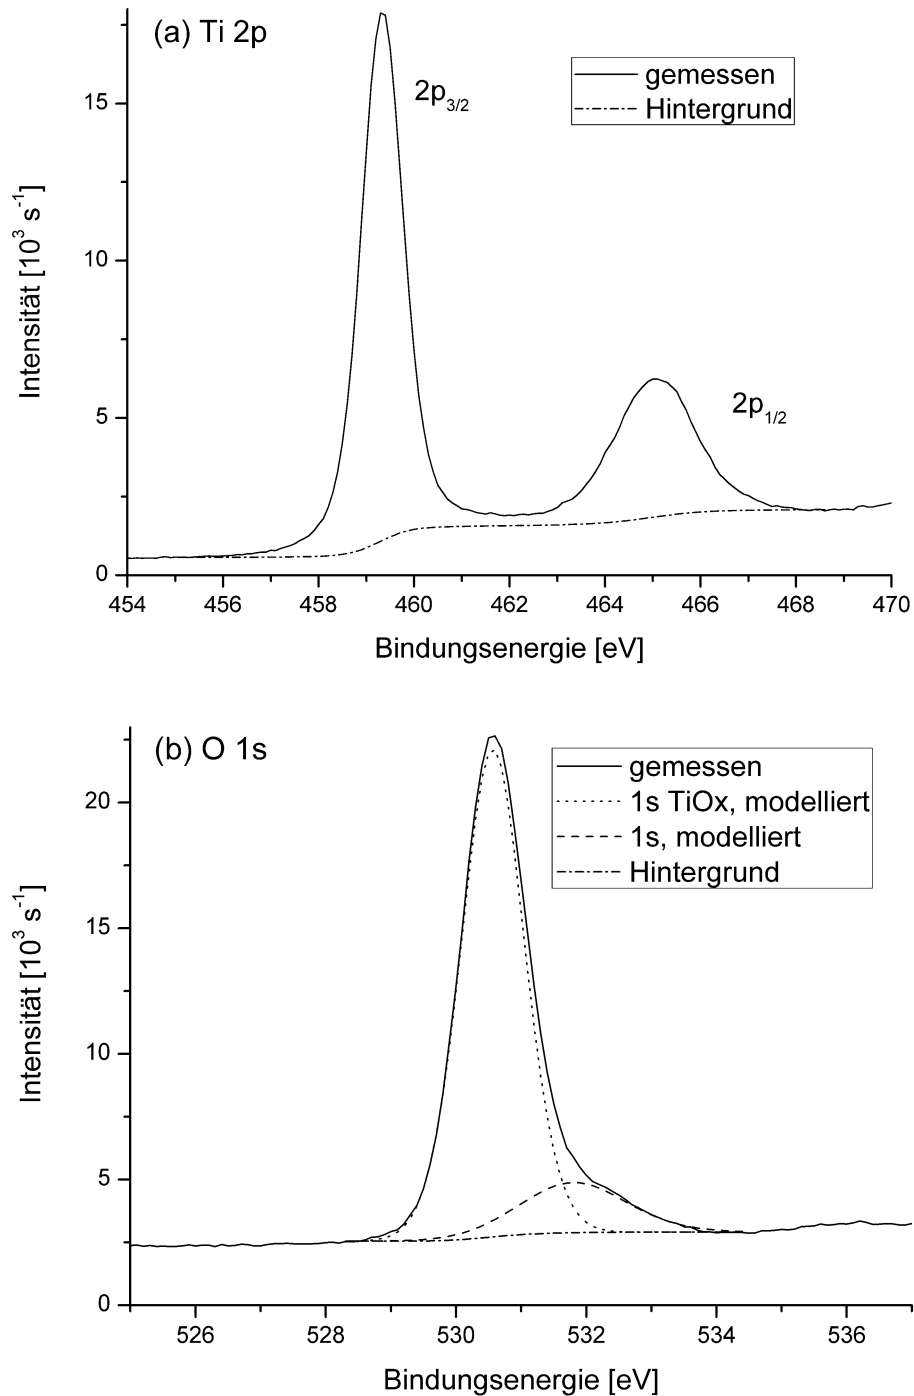 (a) Ti 2p
2p3/2
gemessen
Hintergrund
15
10
5
0
2p1/2
Intensität [10³ s⁻¹]
454 456 458 460 462 464 466 468 470
Bindungsenergie [eV]
(b) O 1s
gemessen
1s TiOx, modelliert
1s, modelliert
Hintergrund
20
15
10
5
0
Intensität [10³ s⁻¹]
526 528 530 532 534 536
Bindungsenergie [eV]